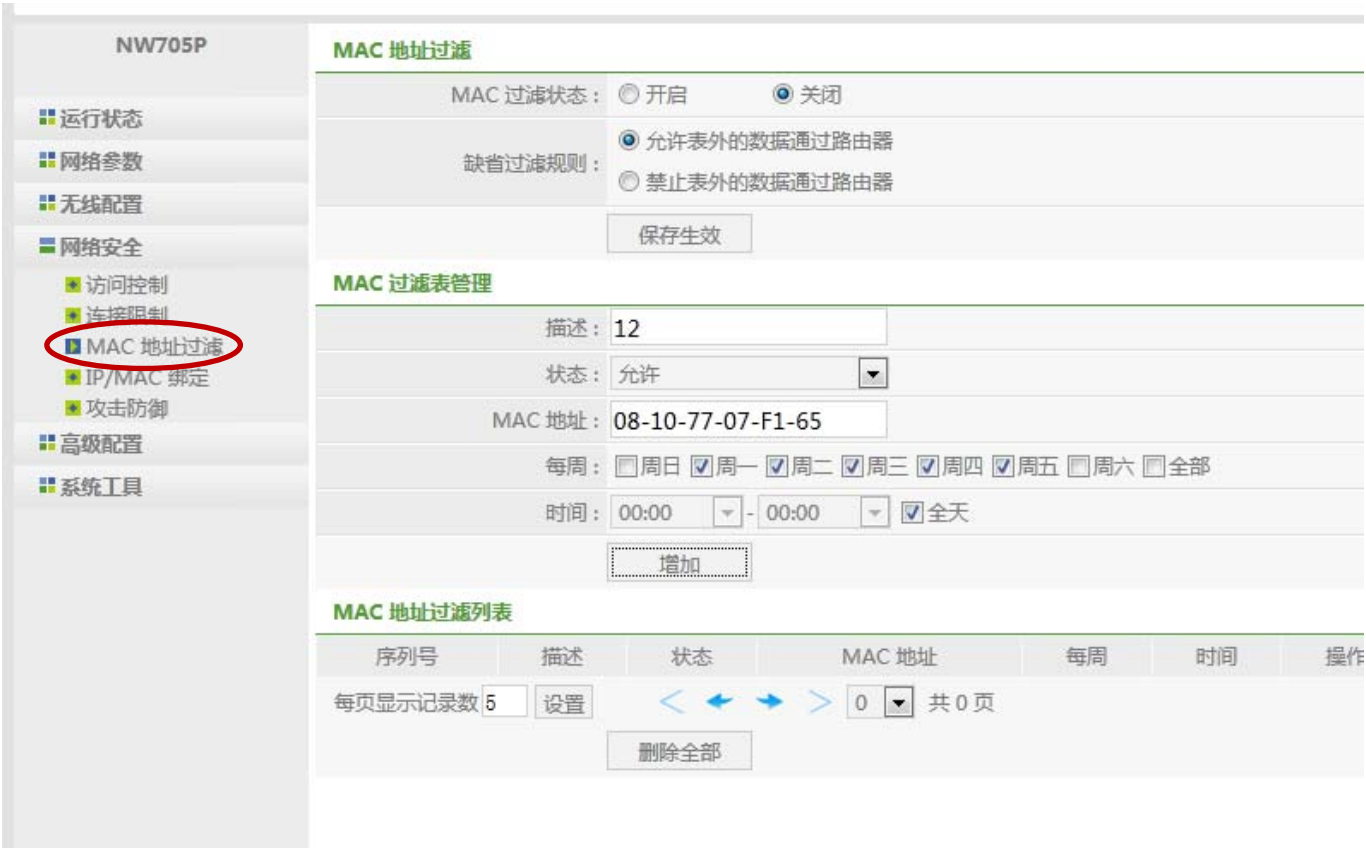 NW705P
运行状态
网络参数
无线配置
网络安全
访问控制
连接限制
MAC 地址过滤
IP/MAC 绑定
攻击防御
高级配置
系统工具
MAC 地址过滤
MAC 过滤状态： 开启 关闭
缺省过滤规则： 允许表外的数据通过路由器
禁止表外的数据通过路由器
保存生效
MAC 过滤表管理
描述： 12
状态： 允许
MAC 地址： 08-10-77-07-F1-65
每周： 周日 周一 周二 周三 周四 周五 周六 全部
时间： 00:00 - 00:00 全天
增加
MAC 地址过滤列表
序列号 描述 状态 MAC 地址 每周 时间 操作
每页显示记录数 5 设置 0 共 0 页
删除全部